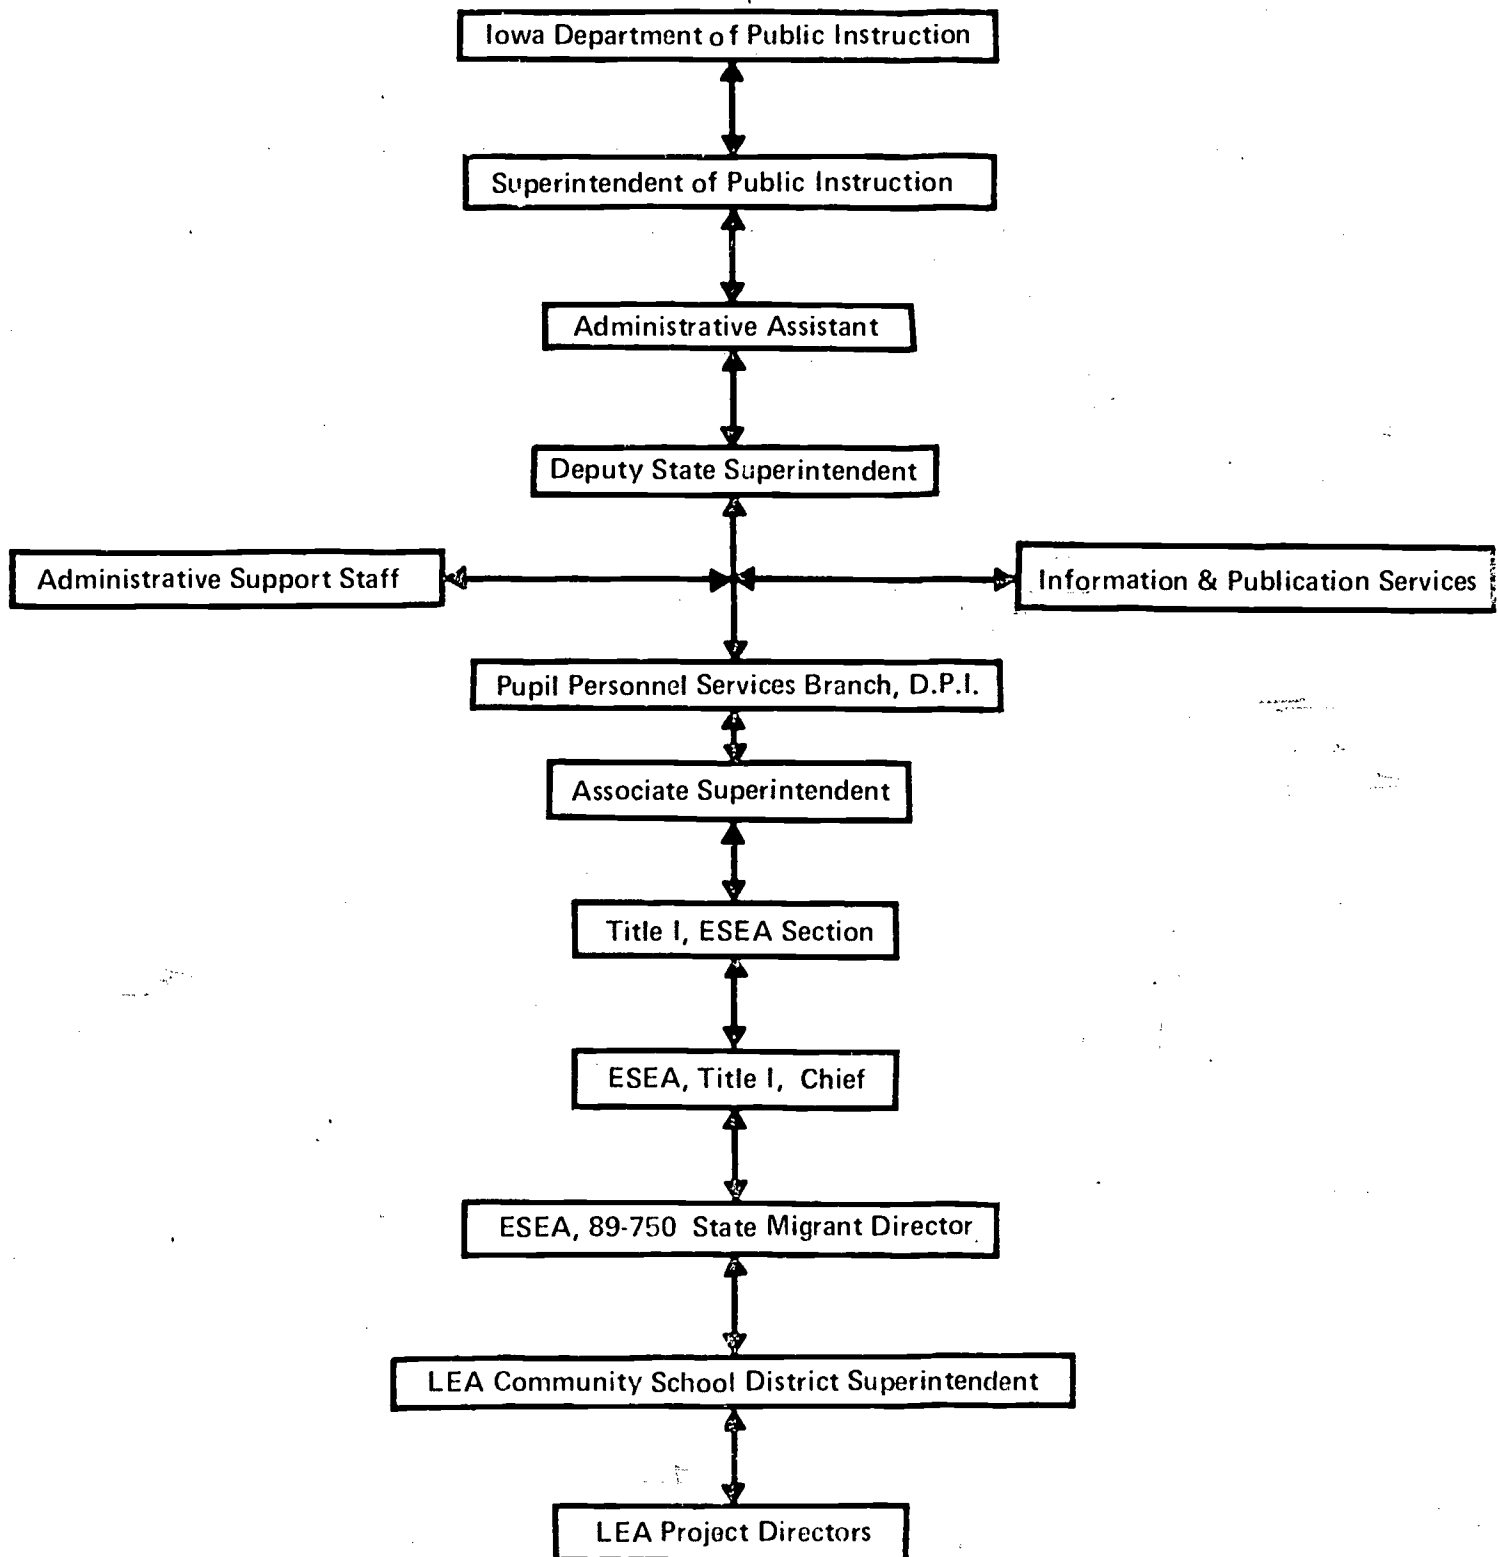 Iowa Department of Public Instruction
Superintendent of Public Instruction
Administrative Assistant
Deputy State Superintendent
Administrative Support Staff
Information & Publication Services
Pupil Personnel Services Branch, D.P.I.
Associate Superintendent
Title I, ESEA Section
ESEA, Title I, Chief
ESEA, 89-750 State Migrant Director
LEA Community School District Superintendent
LEA Project Directors